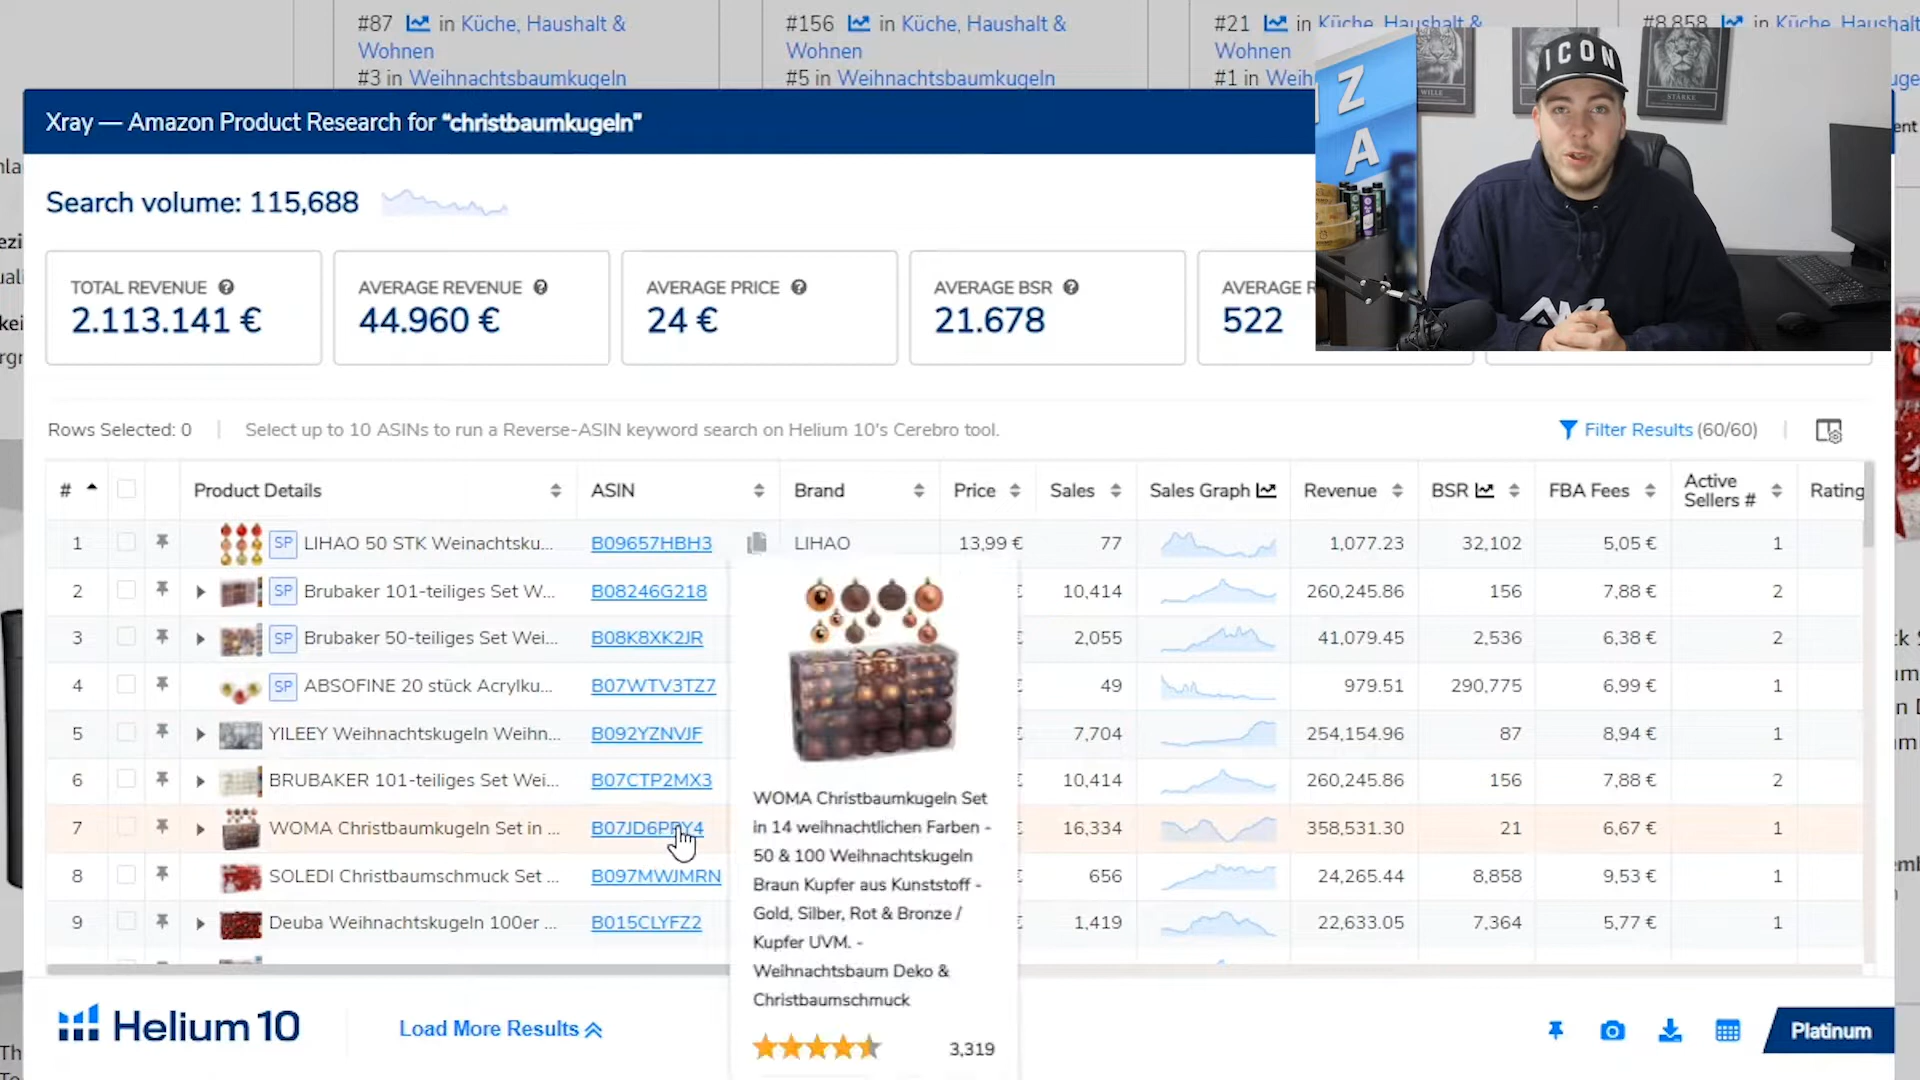 #87 in Küche, Haushalt &
Wohnen
#3 in Weihnachtsbaumkugeln
#156 in Küche, Haushalt &
Wohnen
#5 in Weihnachtsbaumkugeln
#21 in Küche, Haushalt &
Wohnen
#1 in Weih
#8,858 in Küche, Haushalt
Z
A
ICON
WILLE
STÄRKE
Xray — Amazon Product Research for “christbaumkugeln”
Search volume: 115,688
TOTAL REVENUE
2.113.141 €
AVERAGE REVENUE
44.960 €
AVERAGE PRICE
24 €
AVERAGE BSR
21.678
AVERAGE R
522
Rows Selected: 0
Select up to 10 ASINs to run a Reverse-ASIN keyword search on Helium 10's Cerebro tool.
Filter Results (60/60)
# Product Details ASIN Brand Price Sales Sales Graph Revenue BSR FBA Fees Active Sellers # Rating
1 SP LIHAO 50 STK Weinachtsku... B09657HBH3 LIHAO 13,99 € 77 1,077.23 32,102 5,05 € 1
2 SP Brubaker 101-teiliges Set W... B08246G218 10,414 260,245.86 156 7,88 € 2
3 SP Brubaker 50-teiliges Set Wei... B08K8XK2JR 2,055 41,079.45 2,536 6,38 € 2
4 SP ABSOFINE 20 stück Acrylku... B07WTV3TZ7 49 979.51 290,775 6,99 € 1
5 YILEEY Weihnachtskugeln Weihn... B092YZNVJF 7,704 254,154.96 87 8,94 € 1
6 BRUBAKER 101-teiliges Set Wei... B07CTP2MX3 10,414 260,245.86 156 7,88 € 2
7 WOMA Christbaumkugeln Set in ... 16,334 358,531.30 21 6,67 € 1
8 SOLEDI Christbaumschmuck Set ... B097MWJMRN 656 24,265.44 8,858 9,53 € 1
9 Deuba Weihnachtskugeln 100er ... B015CLYFZ2 1,419 22,633.05 7,364 5,77 € 1
WOMA Christbaumkugeln Set
in 14 weihnachtlichen Farben -
50 & 100 Weihnachtskugeln
Braun Kupfer aus Kunststoff -
Gold, Silber, Rot & Bronze /
Kupfer UVM. -
Weihnachtsbaum Deko &
Christbaumschmuck
3,319
Helium 10
Load More Results
Platinum